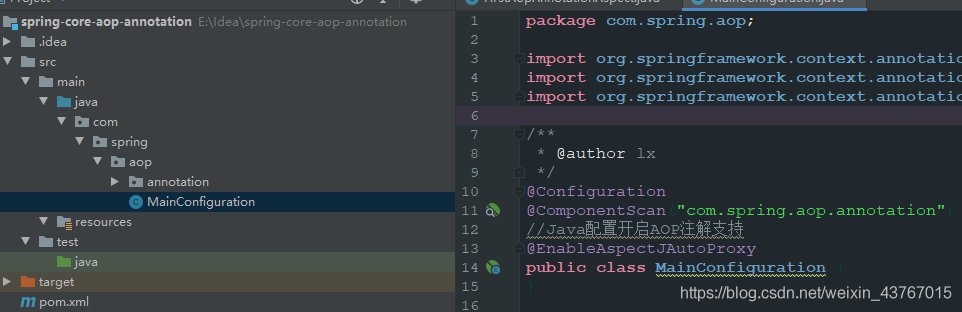 Project
spring-core-aop-annotation E:\Idea\spring-core-aop-annotation
.idea
src
main
java
com
spring
aop
annotation
MainConfiguration
resources
test
java
target
pom.xml
FirstAopAnnotationAspect.java MainConfiguration.java
1 package com.spring.aop;
2
3 import org.springframework.context.annotatio
4 import org.springframework.context.annotatio
5 import org.springframework.context.annotatio
6
7 /**
8 * @author lx
9 */
10 @Configuration
11 @ComponentScan("com.spring.aop.annotation"
12 //Java配置开启AOP注解支持
13 @EnableAspectJAutoProxy
14 public class MainConfiguration {
15 }
16
https://blog.csdn.net/weixin_43767015